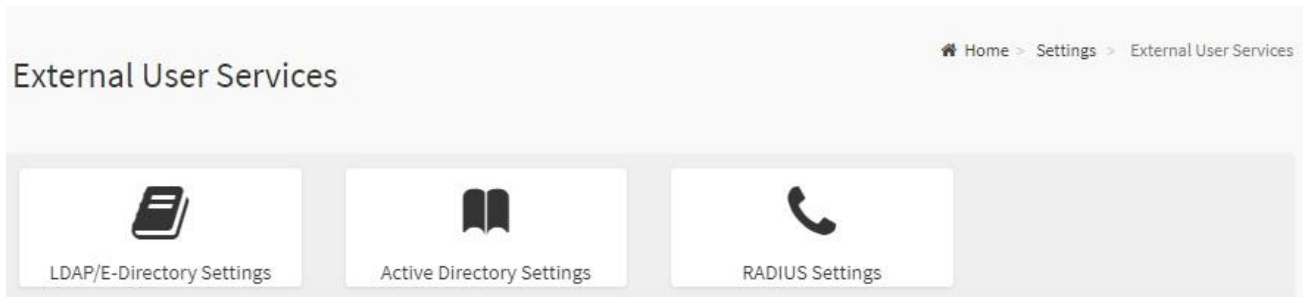 Home > Settings > External User Services
External User Services
LDAP/E-Directory Settings
Active Directory Settings
RADIUS Settings